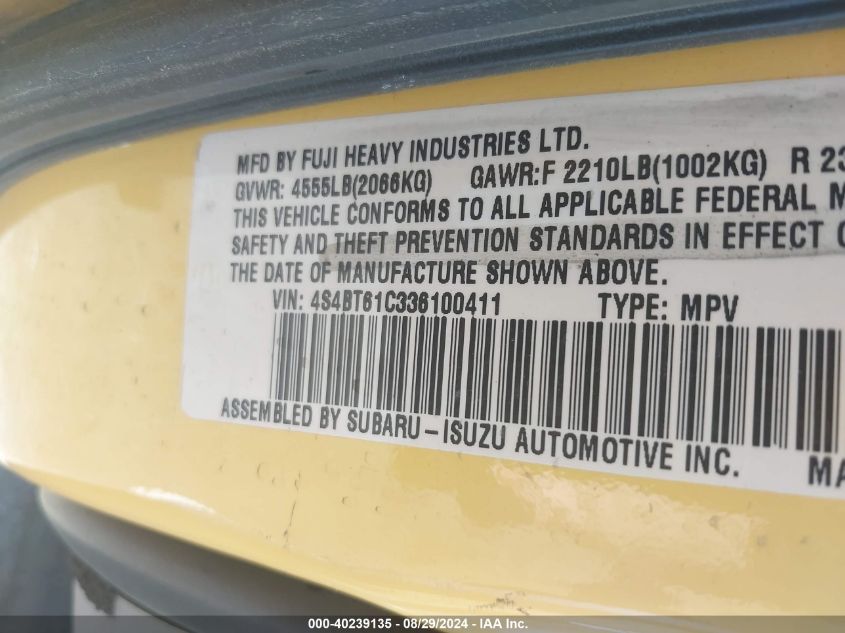 MFD BY FUJI HEAVY INDUSTRIES LTD.
GVWR: 4555LB(2066KG) GAWR:F 2210LB(1002KG) R
THIS VEHICLE CONFORMS TO ALL APPLICABLE FEDERAL
SAFETY AND THEFT PREVENTION STANDARDS IN EFFECT
THE DATE OF MANUFACTURE SHOWN ABOVE.
VIN: 4S4BT61C336100411 TYPE: MPV
ASSEMBLED BY SUBARU-ISUZU AUTOMOTIVE INC.
000-40239135 - 08/29/2024 - IAA Inc.